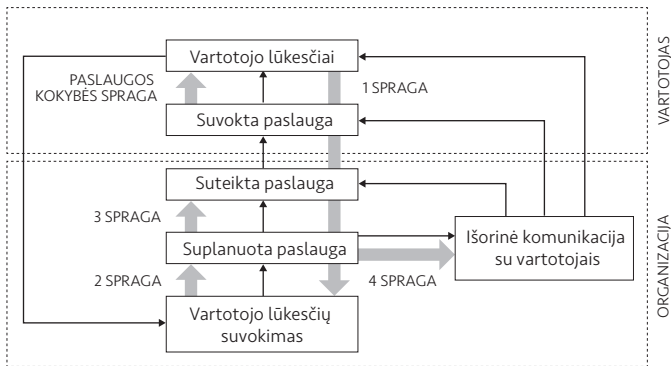 Vartotojo lūkesčiai
PASLAUGOS
KOKYBĖS SPRAGA
1 SPRAGA
Suvokta paslauga
VARTOTOJAS
Suteikta paslauga
3 SPRAGA
Suplanuota paslauga
Išorinė komunikacija
su vartotojais
2 SPRAGA
4 SPRAGA
Vartotojo lūkesčių
suvokimas
ORGANIZACIJA